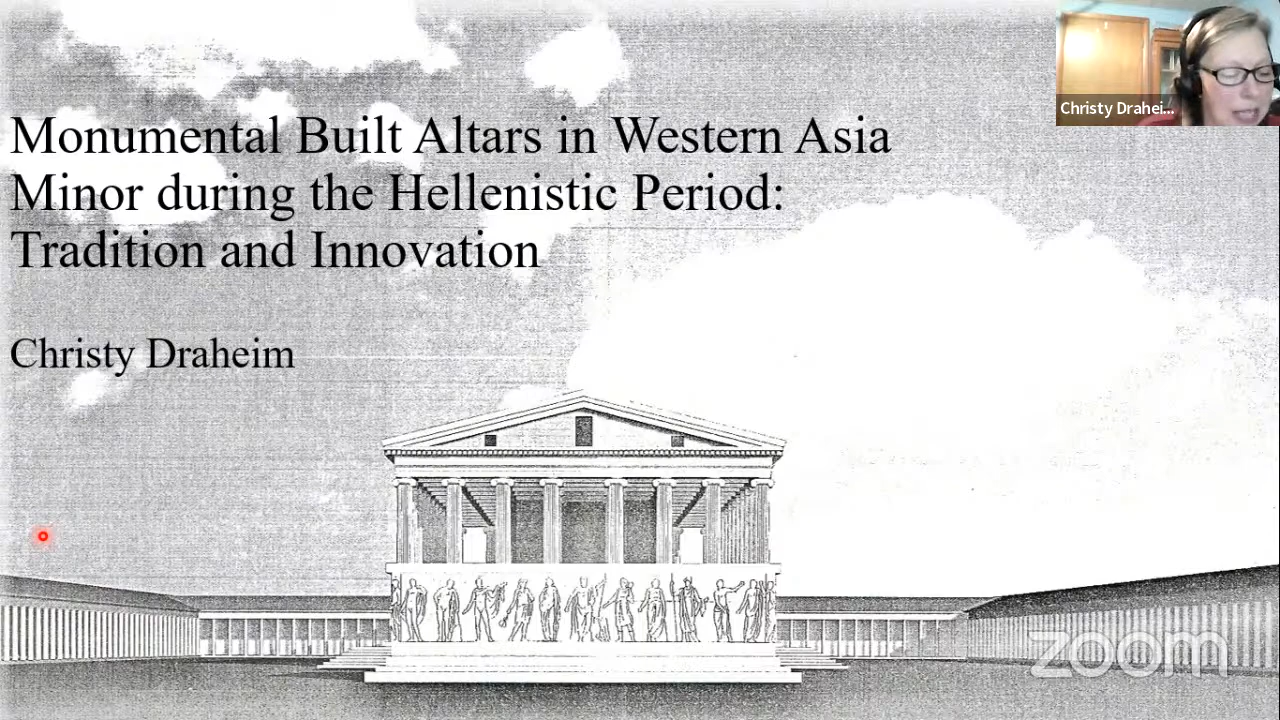 Monumental Built Altars in Western Asia
Minor during the Hellenistic Period:
Tradition and Innovation
Christy Draheim
Christy Drahei...
zoom